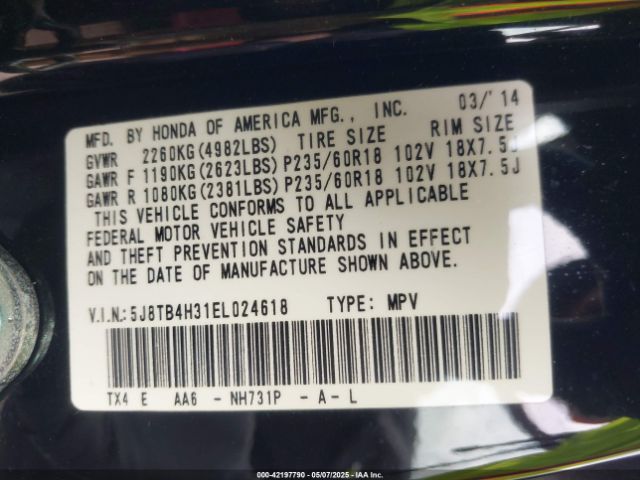 MFD. BY HONDA OF AMERICA MFG., INC. 03/'14
GVWR 2260KG(4982LBS) TIRE SIZE RIM SIZE
GAWR F 1190KG(2623LBS) P235/60R18 102V 18X7.5J
GAWR R 1080KG(2381LBS) P235/60R18 102V 18X7.5J
THIS VEHICLE CONFORMS TO ALL APPLICABLE
FEDERAL MOTOR VEHICLE SAFETY
AND THEFT PREVENTION STANDARDS IN EFFECT
ON THE DATE OF MANUFACTURE SHOWN ABOVE.
V.I.N.: 5J8TB4H31EL024618 TYPE: MPV
TX4 E AA6 - NH731P - A - L
000-42197790 - 05/07/2025 - IAAI, Inc.